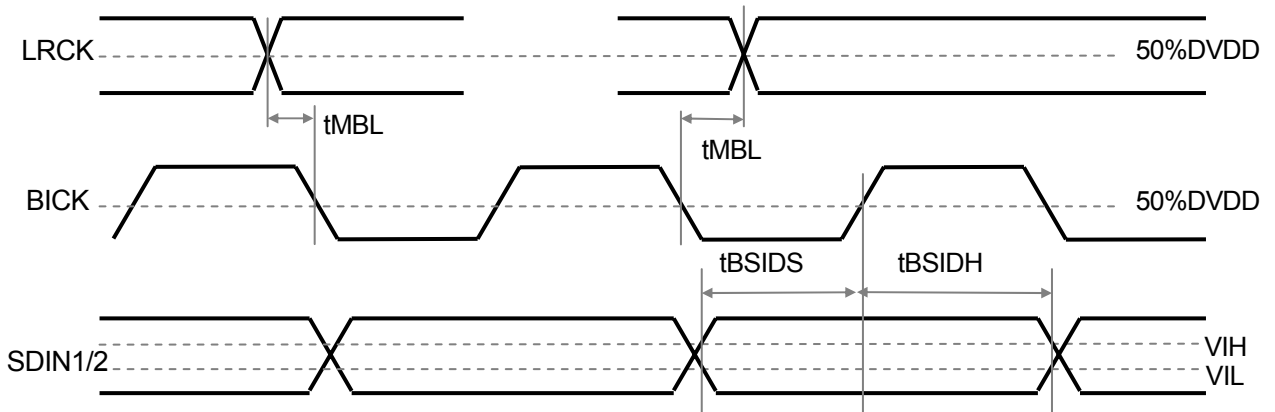 LRCK
50%DVDD
tMBL
tMBL
BICK
50%DVDD
tBSIDS
tBSIDH
SDIN1/2
VIH
VIL